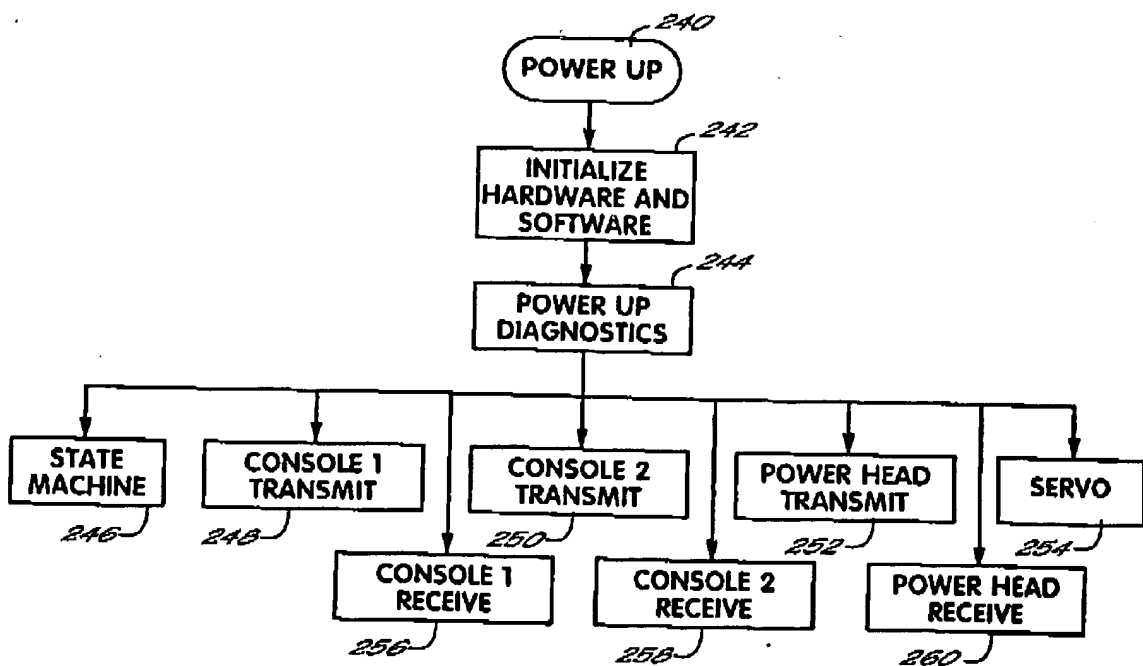 240
POWER UP
242
INITIALIZE
HARDWARE AND
SOFTWARE
244
POWER UP
DIAGNOSTICS
STATE
MACHINE
246
CONSOLE 1
TRANSMIT
248
CONSOLE 2
TRANSMIT
250
POWER HEAD
TRANSMIT
252
SERVO
254
CONSOLE 1
RECEIVE
256
CONSOLE 2
RECEIVE
258
POWER HEAD
RECEIVE
260